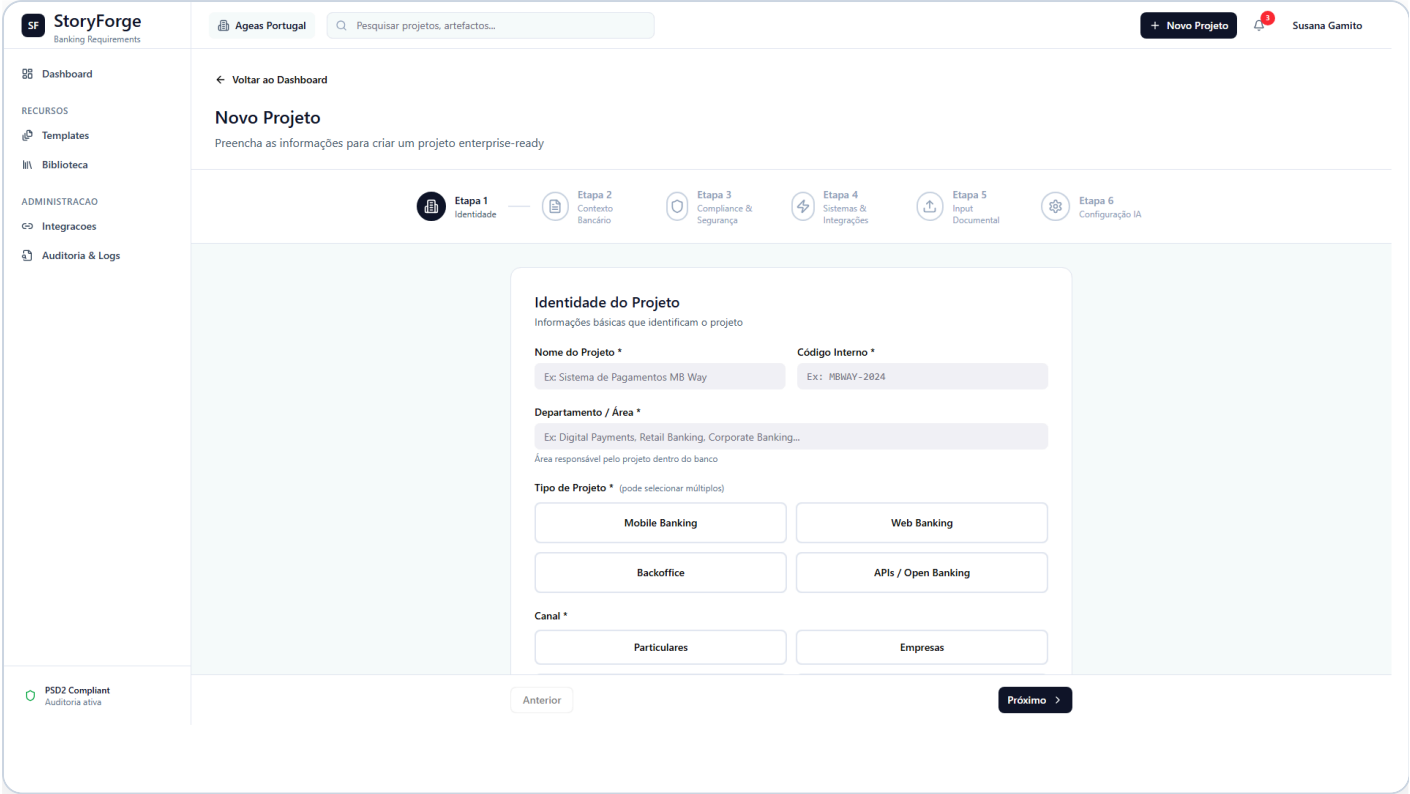 SF
StoryForge
Banking Requirements
Ageas Portugal
Pesquisar projetos, artefactos...
+ Novo Projeto
3
Susana Gamito
Dashboard
RECURSOS
Templates
Biblioteca
ADMINISTRACAO
Integracoes
Auditoria & Logs
PSD2 Compliant
Auditoria ativa
← Voltar ao Dashboard
Novo Projeto
Preencha as informações para criar um projeto enterprise-ready
Etapa 1
Identidade
Etapa 2
Contexto
Bancário
Etapa 3
Compliance &
Segurança
Etapa 4
Sistemas &
Integrações
Etapa 5
Input
Documental
Etapa 6
Configuração IA
Identidade do Projeto
Informações básicas que identificam o projeto
Nome do Projeto *
Código Interno *
Ex: Sistema de Pagamentos MB Way
Ex: MBWAY-2024
Departamento / Área *
Ex: Digital Payments, Retail Banking, Corporate Banking...
Área responsável pelo projeto dentro do banco
Tipo de Projeto * (pode selecionar múltiplos)
Mobile Banking
Web Banking
Backoffice
APIs / Open Banking
Canal *
Particulares
Empresas
Anterior
Próximo >